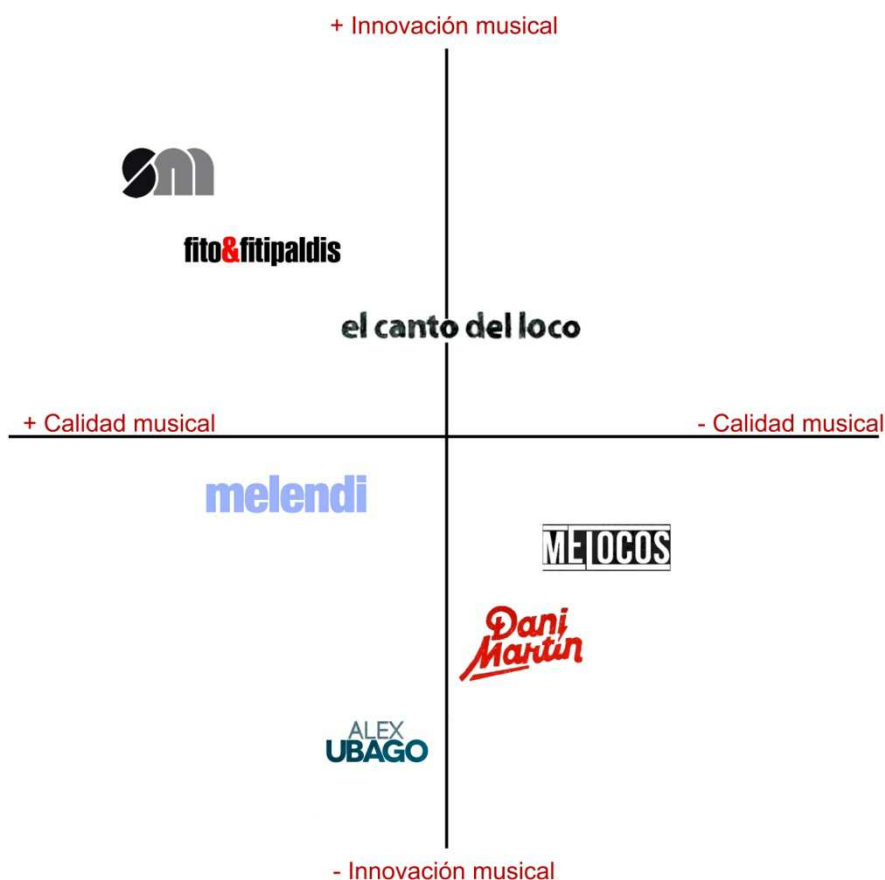 + Innovación musical
sm
fito&fitipaldis
el canto del loco
+ Calidad musical
- Calidad musical
melendi
MELOCOS
Dani
Martín
ALEX
UBAGO
- Innovación musical